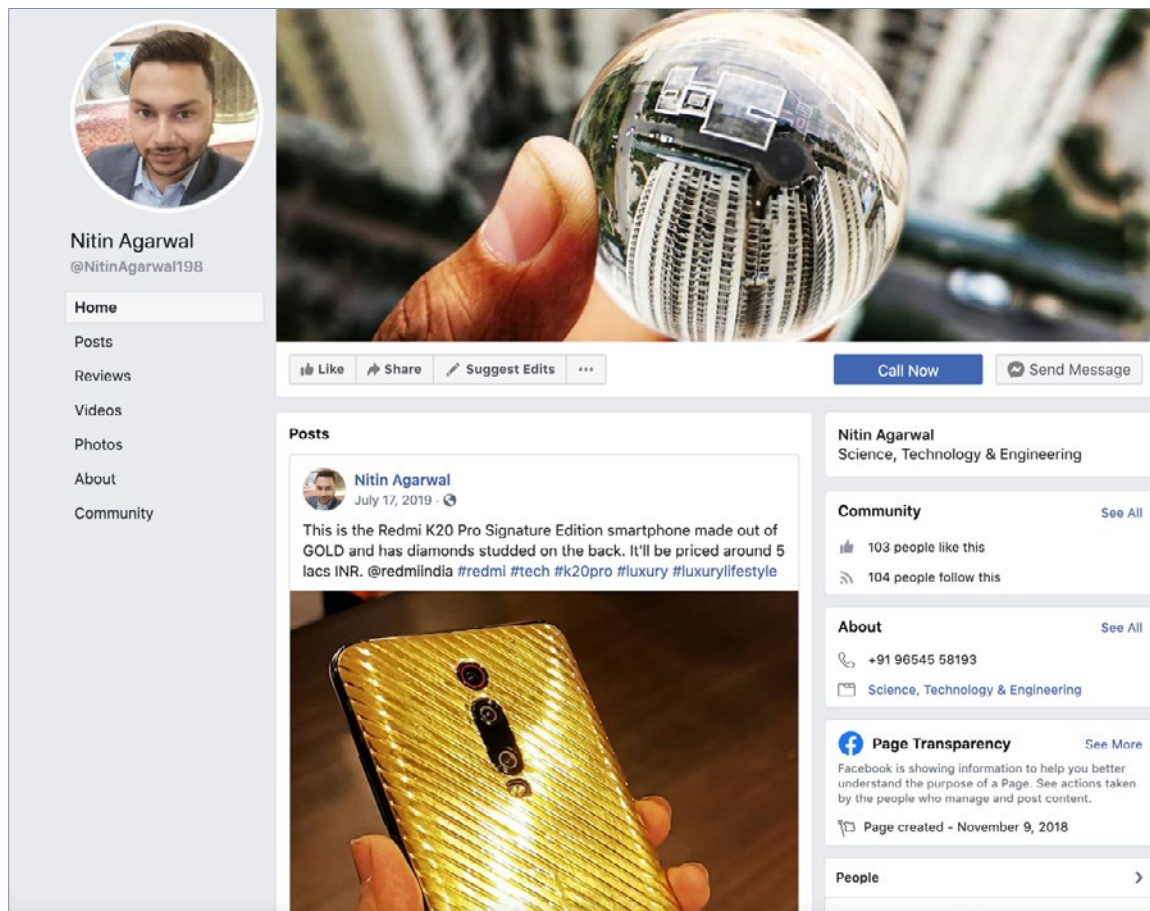 Nitin Agarwal
@NitinAgarwal198
Home
Posts
Reviews
Videos
Photos
About
Community
Like
Share
Suggest Edits
...
Call Now
Send Message
Posts
Nitin Agarwal
July 17, 2019 ·
This is the Redmi K20 Pro Signature Edition smartphone made out of
GOLD and has diamonds studded on the back. It'll be priced around 5
lacs INR. @redmiindia #redmi #tech #k20pro #luxury #luxurylifestyle
Nitin Agarwal
Science, Technology & Engineering
Community See All
103 people like this
104 people follow this
About See All
+91 96545 58193
Science, Technology & Engineering
Page Transparency See More
Facebook is showing information to help you better
understand the purpose of a Page. See actions taken
by the people who manage and post content.
Page created - November 9, 2018
People